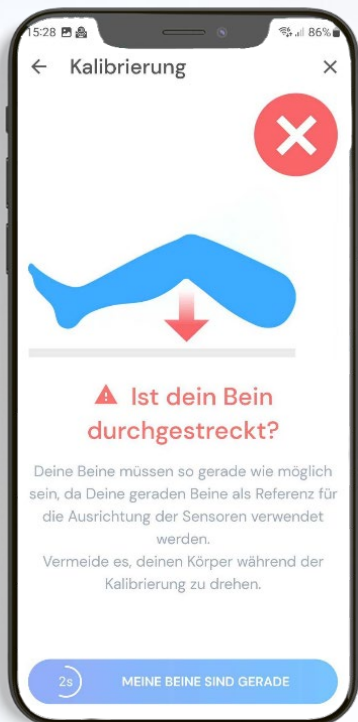 15:28 86%
Kalibrierung
Ist dein Bein
durchgestreckt?
Deine Beine müssen so gerade wie möglich
sein, da Deine geraden Beine als Referenz für
die Ausrichtung der Sensoren verwendet
werden.
Vermeide es, deinen Körper während der
Kalibrierung zu drehen.
2s MEINE BEINE SIND GERADE